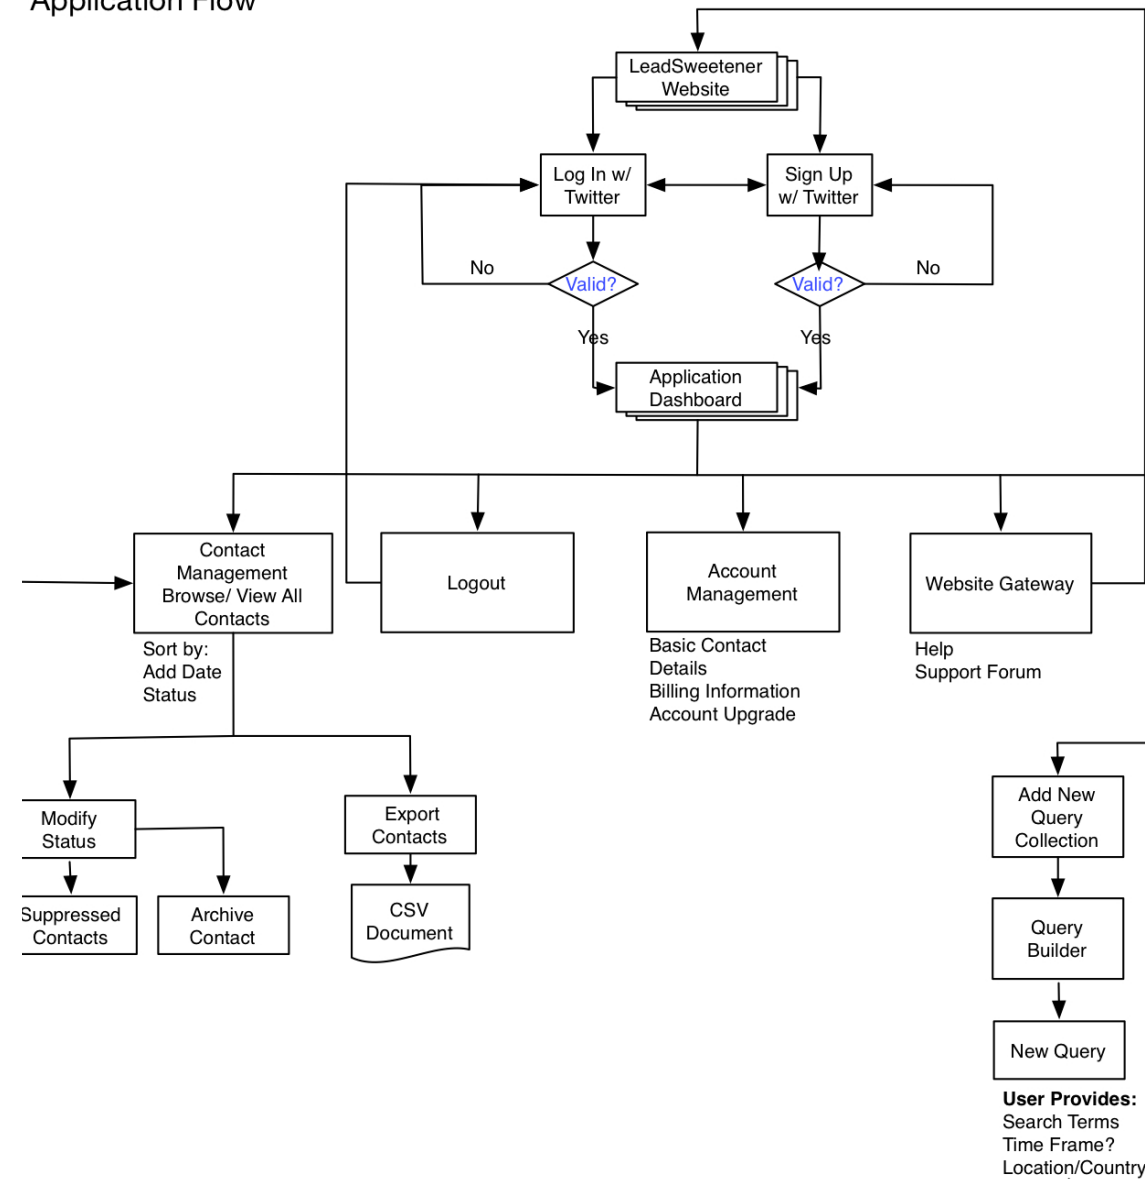 Application Flow
LeadSweetener
Website
Log In w/
Twitter
Sign Up
w/ Twitter
No
Valid?
Valid?
No
Yes
Yes
Application
Dashboard
Contact
Management
Browse/ View All
Contacts
Logout
Account
Management
Website Gateway
Sort by:
Add Date
Status
Basic Contact
Details
Billing Information
Account Upgrade
Help
Support Forum
Modify
Status
Export
Contacts
Add New
Query
Collection
Suppressed
Contacts
Archive
Contact
CSV
Document
Query
Builder
New Query
User Provides:
Search Terms
Time Frame?
Location/Country